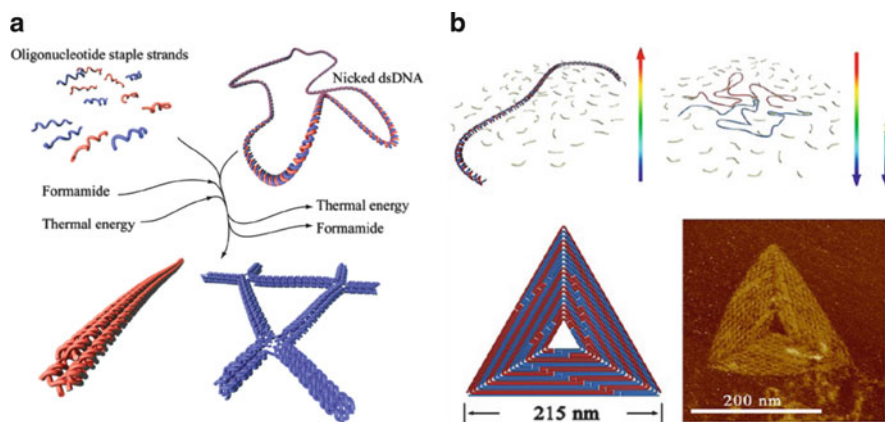 a
Oligonucleotide staple strands
Nicked dsDNA
Formamide
Thermal energy
Thermal energy
Formamide
b
215 nm
200 nm